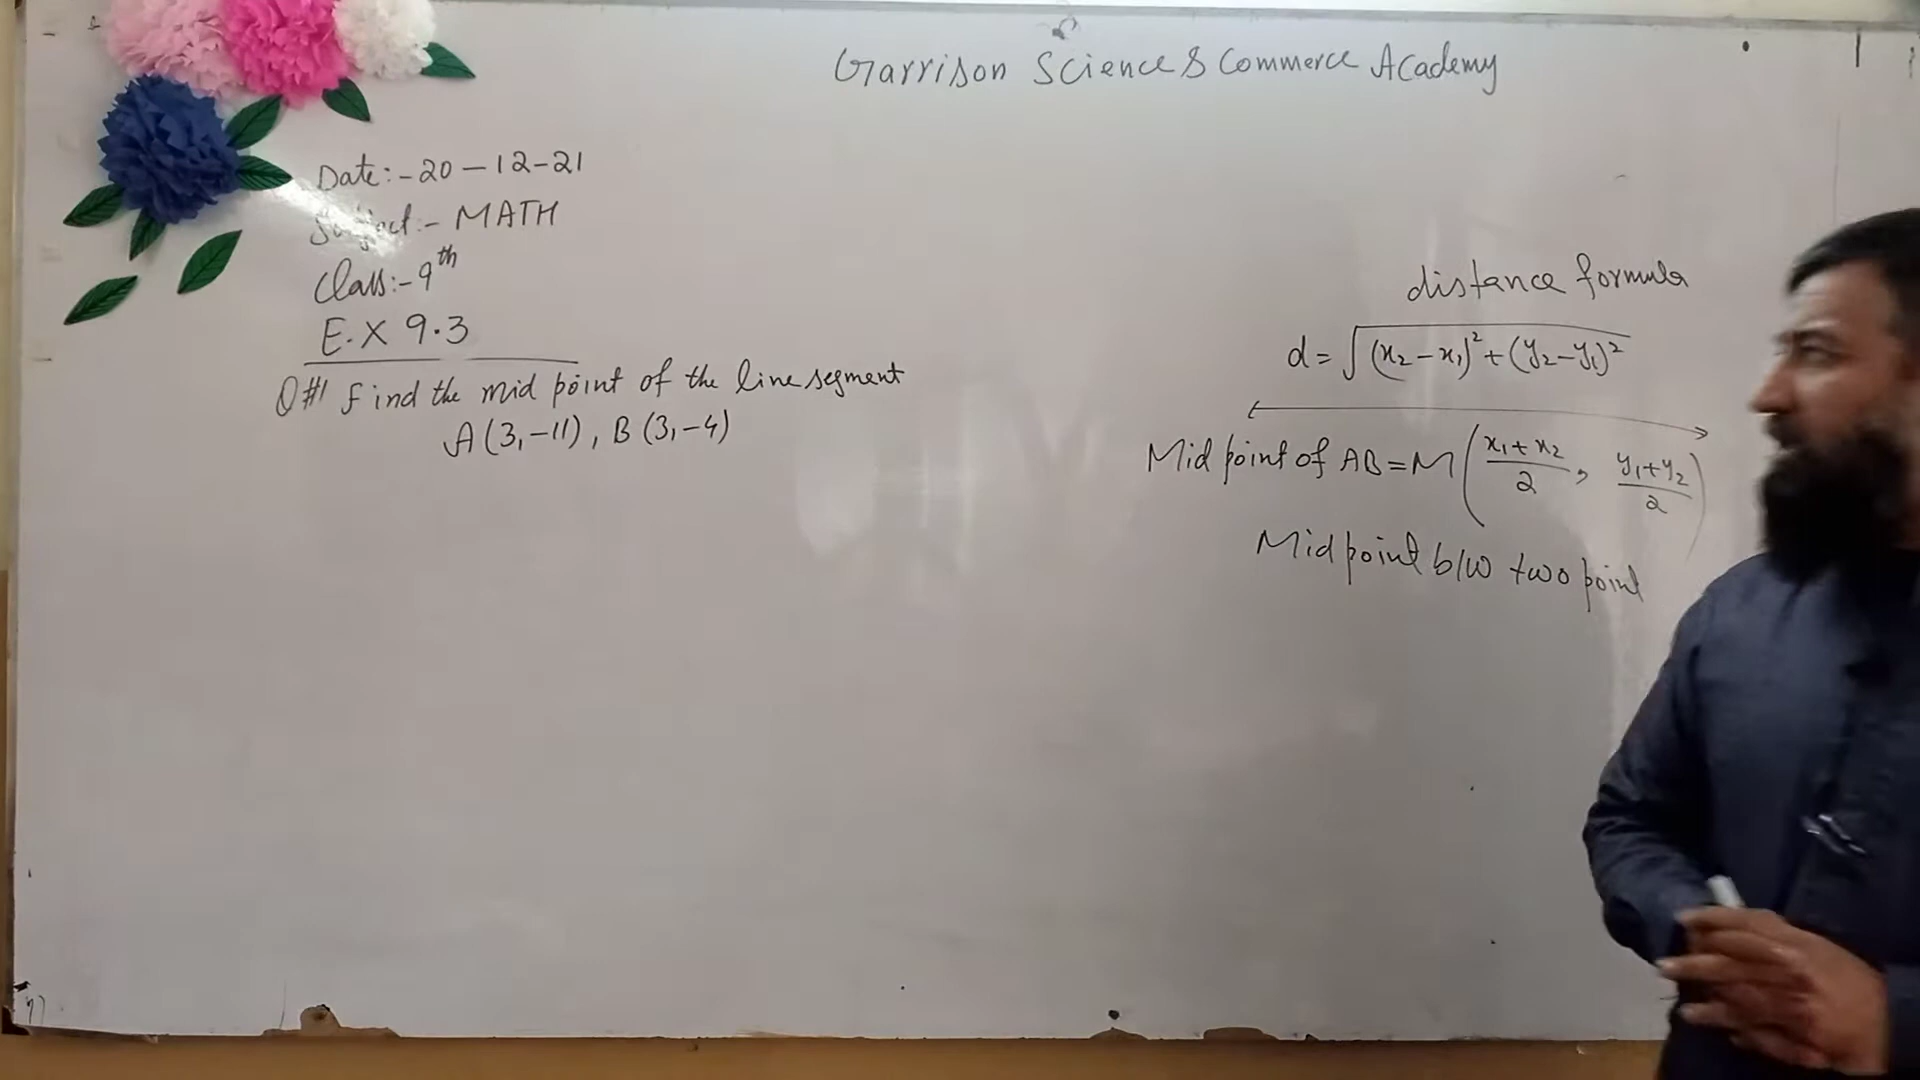 Garrison Science & Commerce Academy
Date:- 20-12-21
Subject:- MATH
Class:- 9th
E.X 9.3
Q#1 Find the mid point of the line segment
A(3,-11), B(3,-4)
distance formula
d=√(x₂-x₁)²+(y₂-y₁)²
Mid point of AB=M(x₁+x₂/2, y₁+y₂/2)
Mid point b/w two point